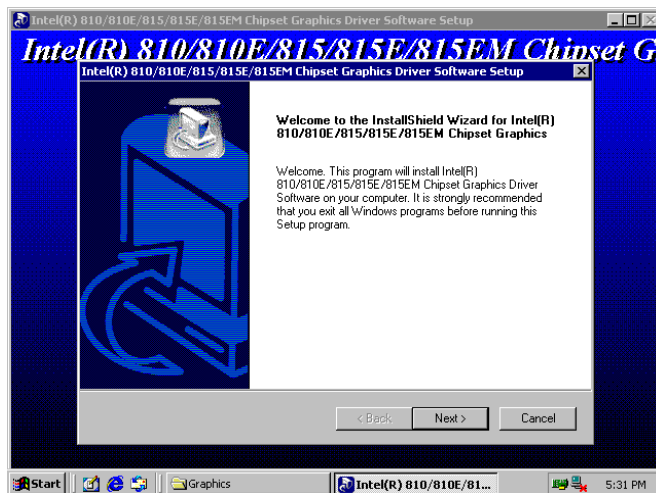 Intel(R) 810/810E/815/815E/815EM Chipset Graphics Driver Software Setup
Intel(R) 810/810E/815/815E/815EM Chipset G
Intel(R) 810/810E/815/815E/815EM Chipset Graphics Driver Software Setup
Welcome to the InstallShield Wizard for Intel(R)
810/810E/815/815E/815EM Chipset Graphics
Welcome. This program will install Intel(R)
810/810E/815/815E/815EM Chipset Graphics Driver
Software on your computer. It is strongly recommended
that you exit all Windows programs before running this
Setup program.
< Back
Next >
Cancel
Start
Graphics
Intel(R) 810/810E/81...
5:31 PM